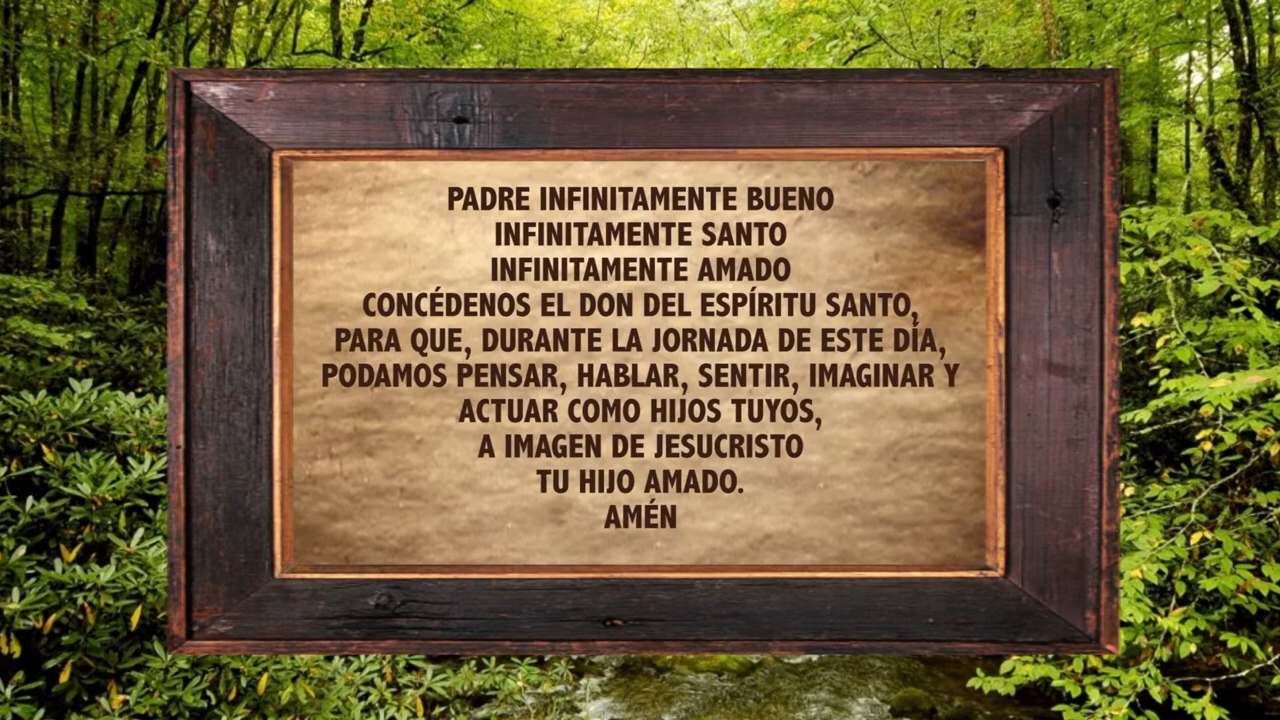 PADRE INFINITAMENTE BUENO
INFINITAMENTE SANTO
INFINITAMENTE AMADO
CONCÉDENOS EL DON DEL ESPÍRITU SANTO,
PARA QUE, DURANTE LA JORNADA DE ESTE DÍA,
PODAMOS PENSAR, HABLAR, SENTIR, IMAGINAR Y
ACTUAR COMO HIJOS TUYOS,
A IMAGEN DE JESUCRISTO
TU HIJO AMADO.
AMÉN